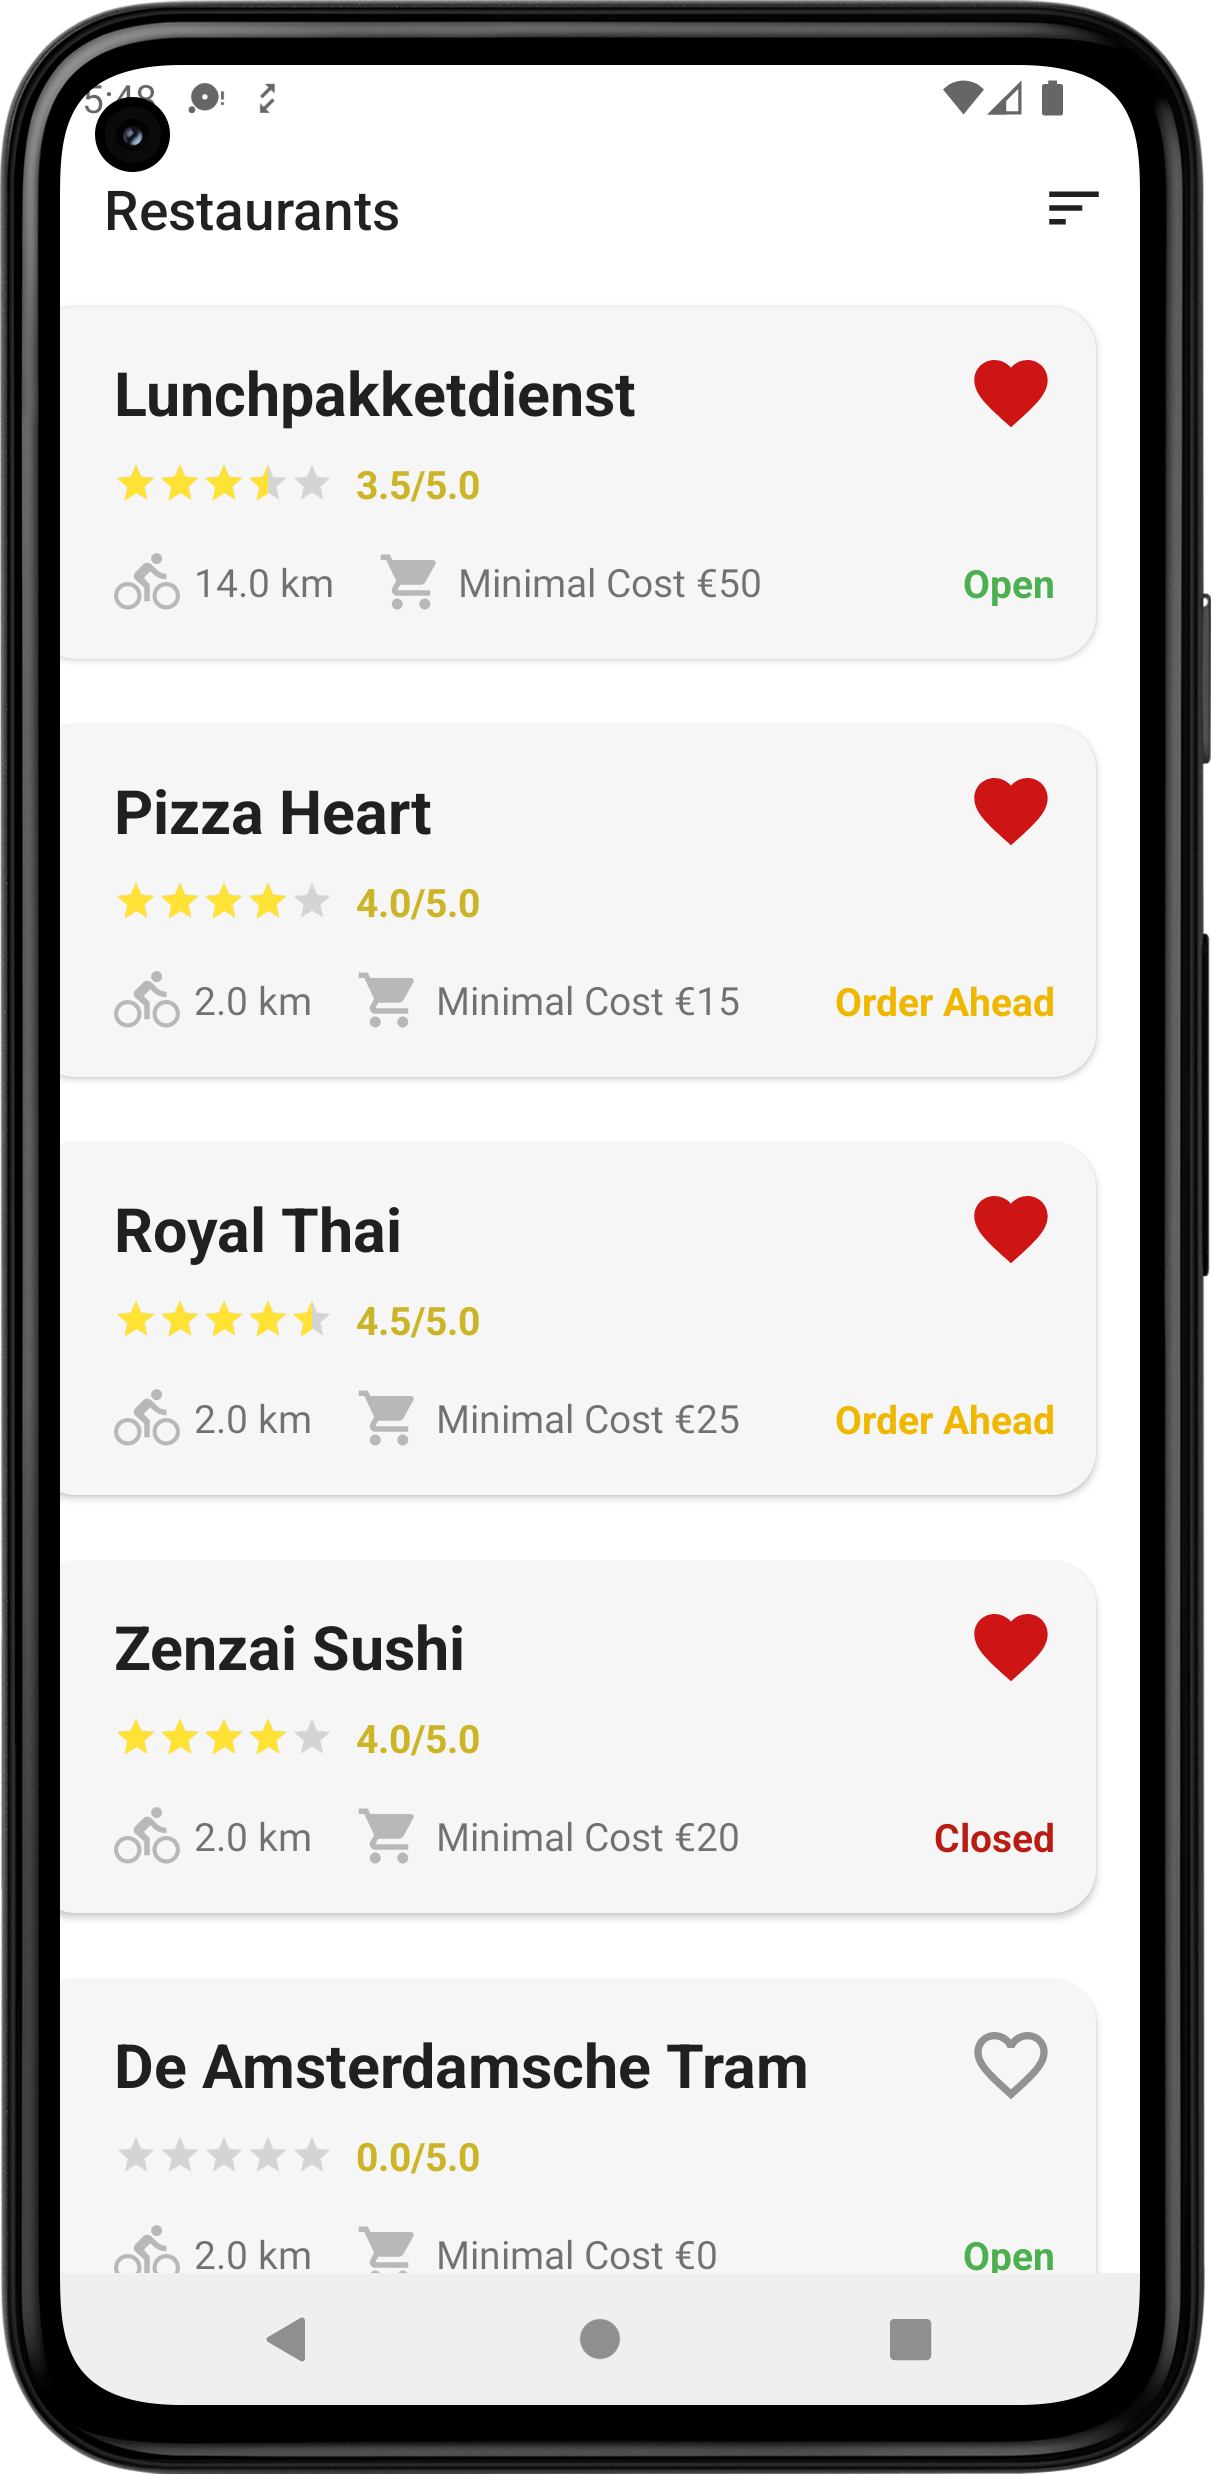 5:48
Restaurants
Lunchpakketdienst
3.5/5.0
14.0 km Minimal Cost €50 Open
Pizza Heart
4.0/5.0
2.0 km Minimal Cost €15 Order Ahead
Royal Thai
4.5/5.0
2.0 km Minimal Cost €25 Order Ahead
Zenzai Sushi
4.0/5.0
2.0 km Minimal Cost €20 Closed
De Amsterdamsche Tram
0.0/5.0
2.0 km Minimal Cost €0 Open